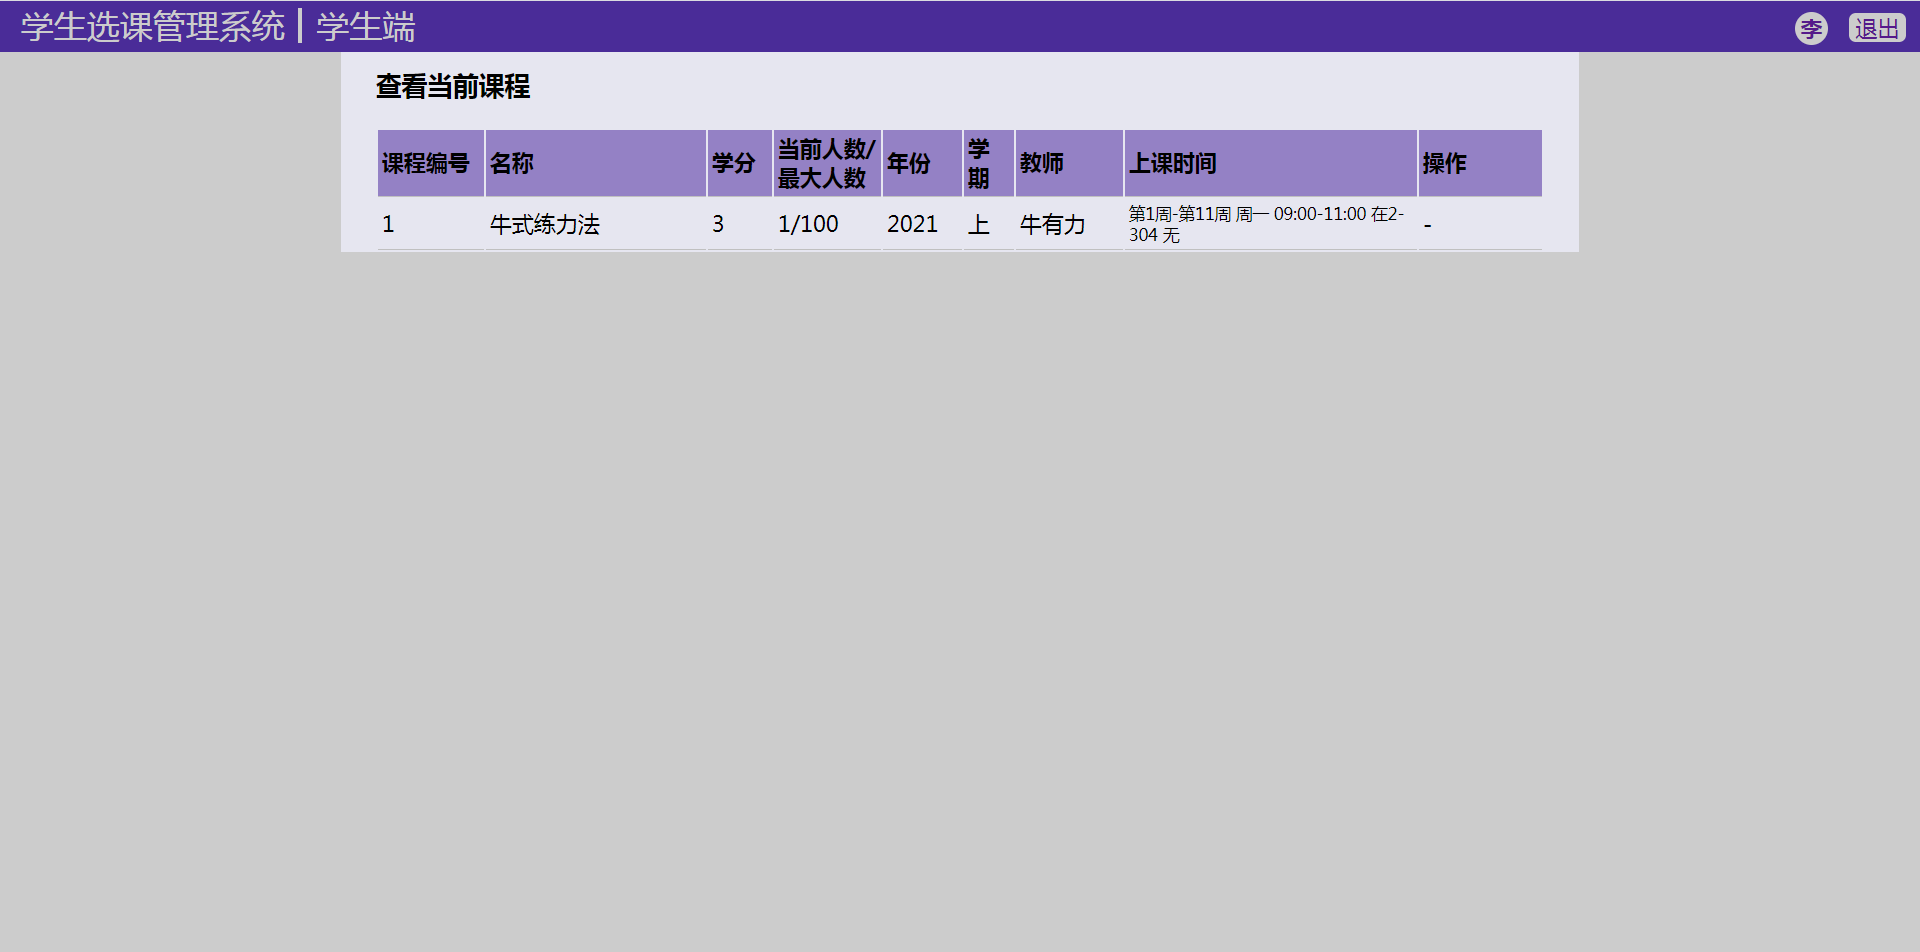 学生选课管理系统 | 学生端
李 退出
查看当前课程
课程编号 名称 学分 当前人数/最大人数 年份 学期 教师 上课时间 操作
1 牛式练力法 3 1/100 2021 上 牛有力 第1周-第11周 周一 09:00-11:00 在2-304 无 -